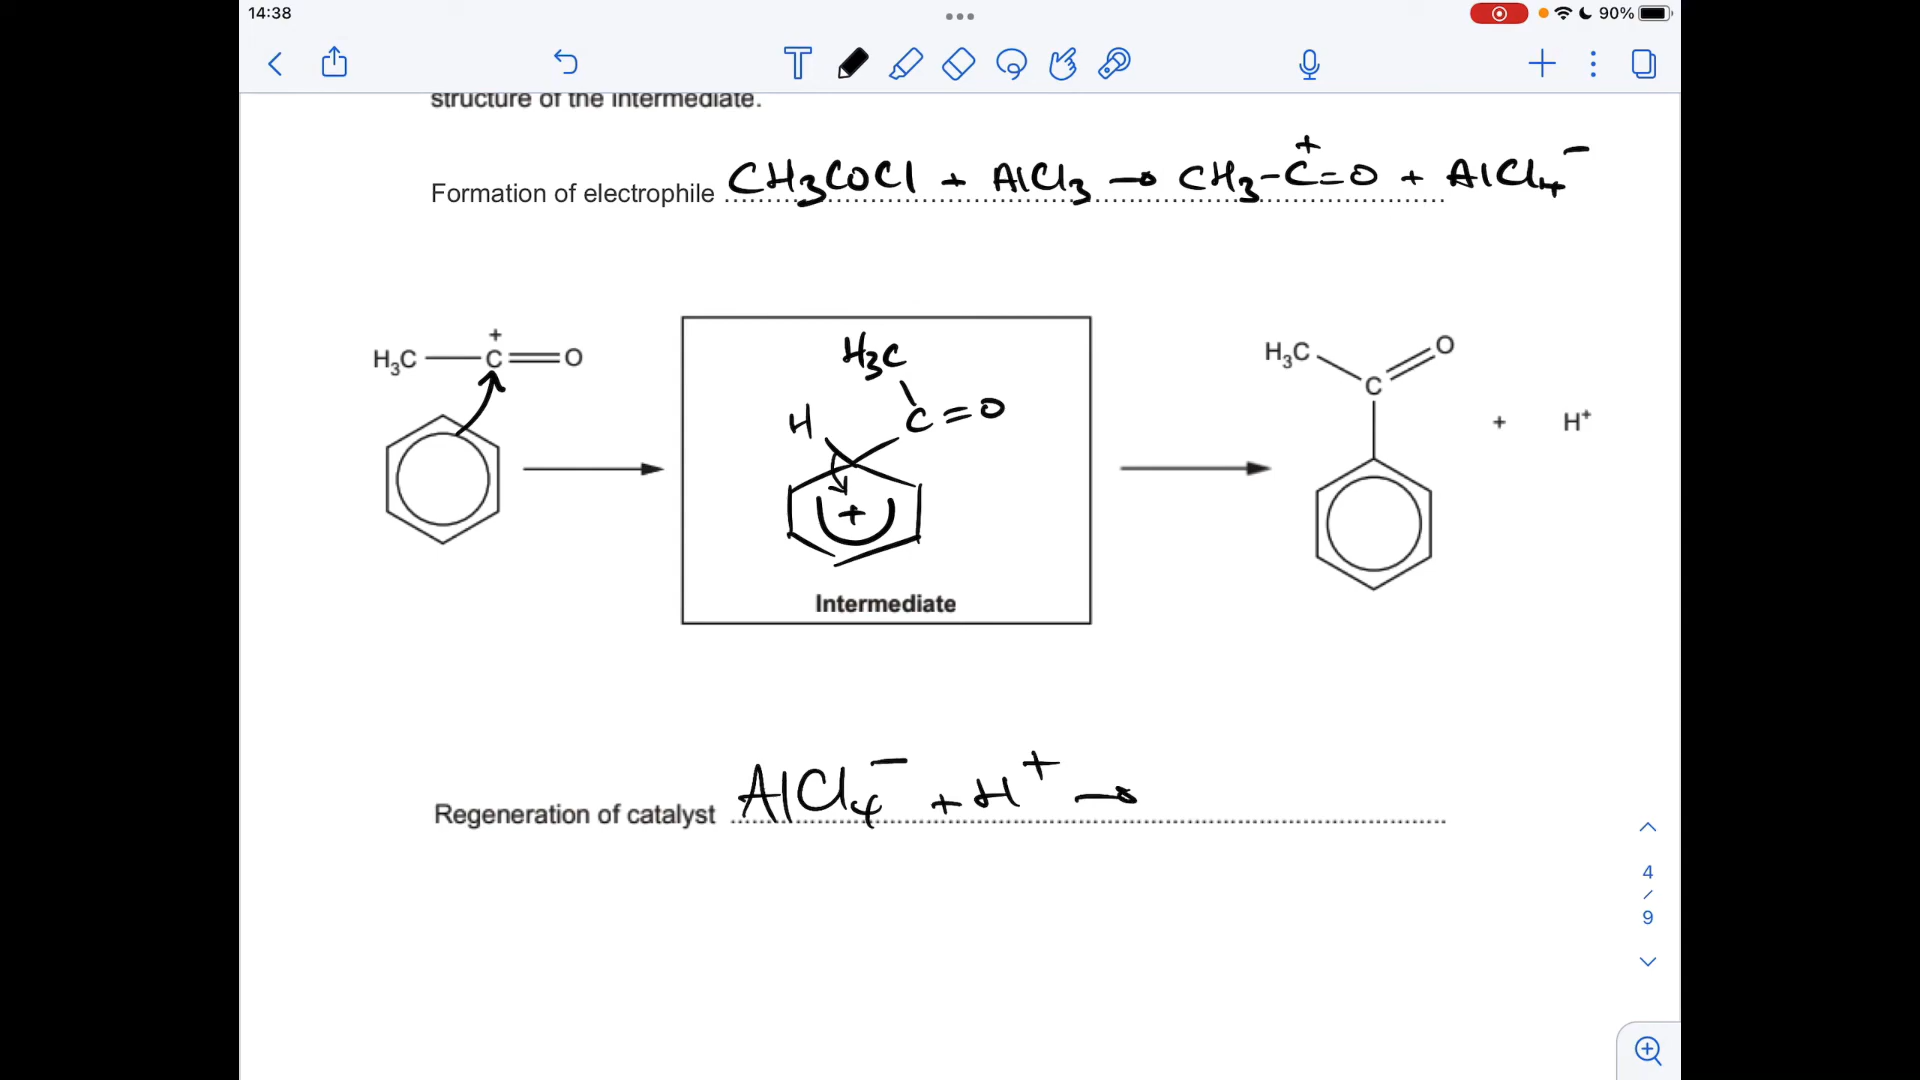 14:38
90%
structure of the intermediate.
Formation of electrophile CH3COCl + AlCl3 → CH3-C⁺=O + AlCl4⁻
H₃C—C⁺=O
H3C
H C=O
+
Intermediate
H₃C C O
+ H⁺
Regeneration of catalyst AlCl4⁻ + H⁺ →
4
/
9